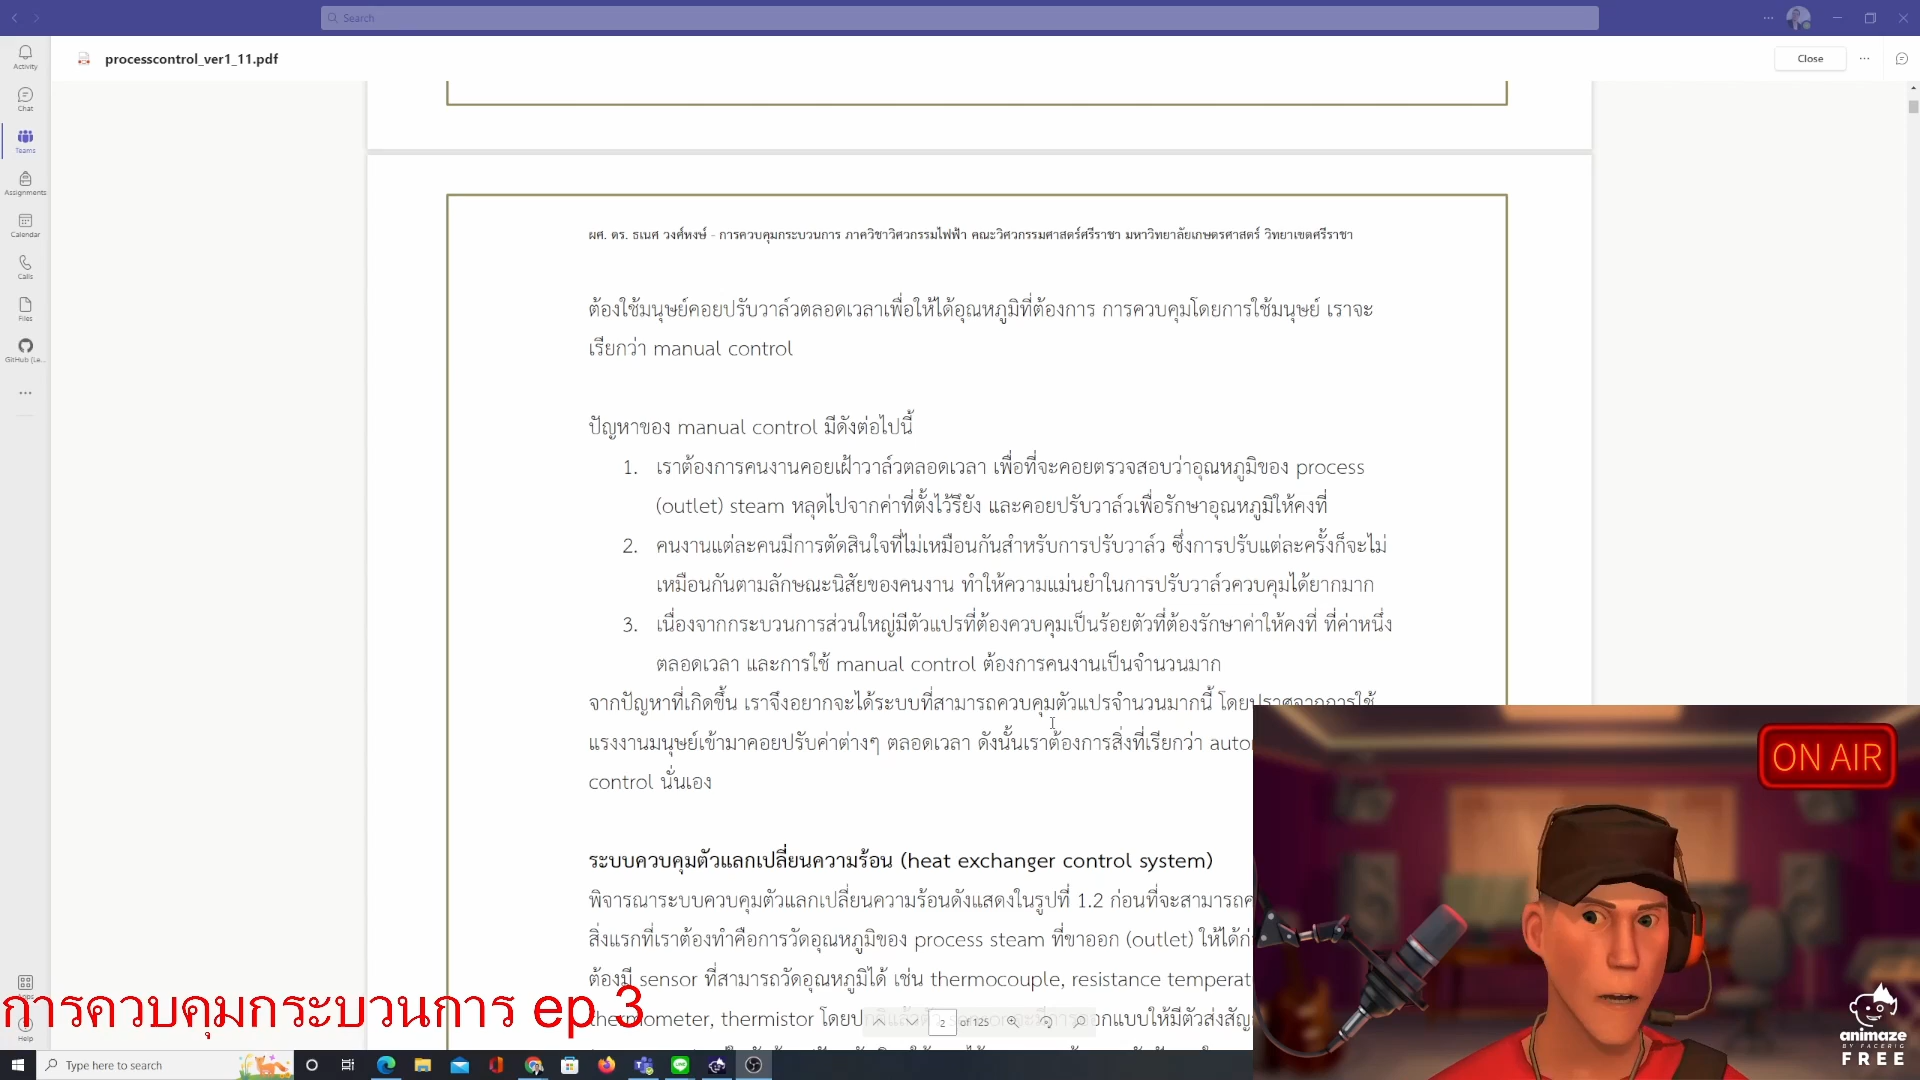 Search
processcontrol_ver1_11.pdf
Close
Activity
Chat
Teams
Assignments
Calendar
Calls
Files
GitHub (Le...
Help
ผศ. ดร. ธเนศ วงศ์หงษ์ - การควบคุมกระบวนการ ภาควิชาวิศวกรรมไฟฟ้า คณะวิศวกรรมศาสตร์ศรีราชา มหาวิทยาลัยเกษตรศาสตร์ วิทยาเขตศรีราชา
ต้องใช้มนุษย์คอยปรับวาล์วตลอดเวลาเพื่อให้ได้อุณหภูมิที่ต้องการ การควบคุมโดยการใช้มนุษย์ เราจะ
เรียกว่า manual control
ปัญหาของ manual control มีดังต่อไปนี้
1. เราต้องการคนงานคอยเฝ้าวาล์วตลอดเวลา เพื่อที่จะคอยตรวจสอบว่าอุณหภูมิของ process
(outlet) steam หลุดไปจากค่าที่ตั้งไว้รึยัง และคอยปรับวาล์วเพื่อรักษาอุณหภูมิให้คงที่
2. คนงานแต่ละคนมีการตัดสินใจที่ไม่เหมือนกันสำหรับการปรับวาล์ว ซึ่งการปรับแต่ละครั้งก็จะไม่
เหมือนกันตามลักษณะนิสัยของคนงาน ทำให้ความแม่นยำในการปรับวาล์วควบคุมได้ยากมาก
3. เนื่องจากกระบวนการส่วนใหญ่มีตัวแปรที่ต้องควบคุมเป็นร้อยตัวที่ต้องรักษาค่าให้คงที่ ที่ค่าหนึ่ง
ตลอดเวลา และการใช้ manual control ต้องการคนงานเป็นจำนวนมาก
จากปัญหาที่เกิดขึ้น เราจึงอยากจะได้ระบบที่สามารถควบคุมตัวแปรจำนวนมากนี้ โดยปราศจากการใช้
แรงงานมนุษย์เข้ามาคอยปรับค่าต่างๆ ตลอดเวลา ดังนั้นเราต้องการสิ่งที่เรียกว่า auto
control นั่นเอง
ระบบควบคุมตัวแลกเปลี่ยนความร้อน (heat exchanger control system)
พิจารณาระบบควบคุมตัวแลกเปลี่ยนความร้อนดังแสดงในรูปที่ 1.2 ก่อนที่จะสามารถ
สิ่งแรกที่เราต้องทำคือการวัดอุณหภูมิของ process steam ที่ขาออก (outlet) ให้ได้
ต้องมี sensor ที่สามารถวัดอุณหภูมิได้ เช่น thermocouple, resistance temperat
thermometer, thermistor
2 of 125
การควบคุมกระบวนการ ep 3
ON AIR
animaze
BY FACERIG
FREE
Type here to search